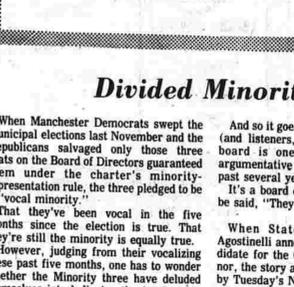 Divided Minorit
When Manchester Democrats swept the
unicipal elections last November and the
epublicans salvaged only those three
ats on the Board of Directors guaranteed
em under the charter's minority-
presentation rule, the three pledged to be
"vocal minority."
That they've been vocal in the five
onths since the election is true. That
ey're still the minority is equally true.
However, judging from their vocalizing
ese past five months, one has to wonder
ether the Minority three have deluded
And so it goe
(and listeners,
board is one
argumentative
past several ye
It's a board
be said, "They
When Stat
Agostinelli ann
didate for the
nor, the story a
by Tuesday's N